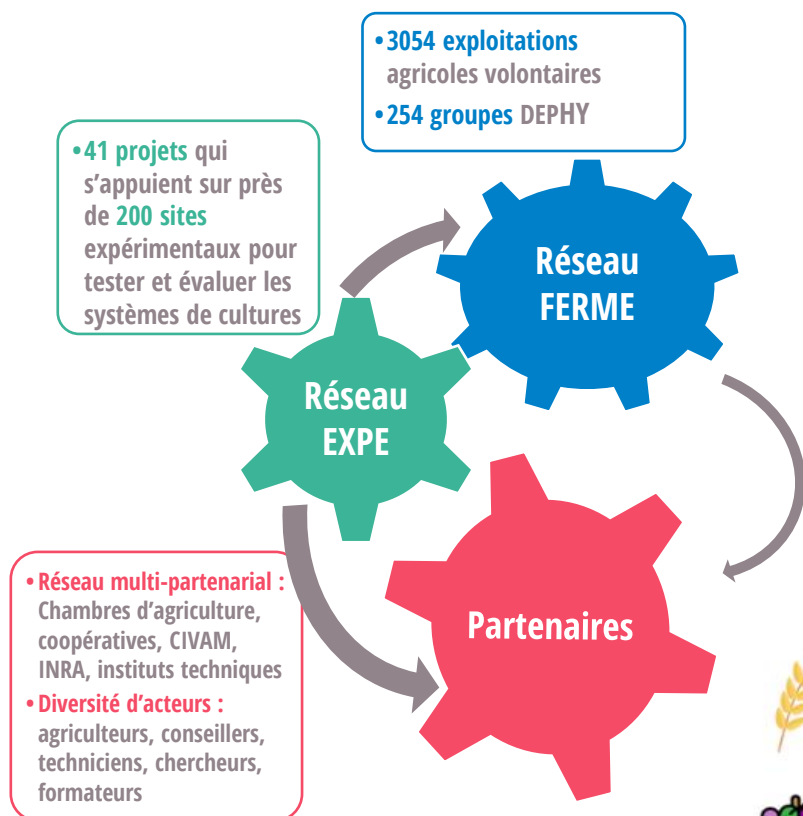 • 3054 exploitations
agricoles volontaires
• 254 groupes DEPHY
• 41 projets qui
s'appuient sur près
de 200 sites
expérimentaux pour
tester et évaluer les
systèmes de cultures
Réseau
FERME
Réseau
EXPE
Partenaires
• Réseau multi-partenarial :
Chambres d'agriculture,
coopératives, CIVAM,
INRA, instituts techniques
• Diversité d'acteurs :
agriculteurs, conseillers,
techniciens, chercheurs,
formateurs